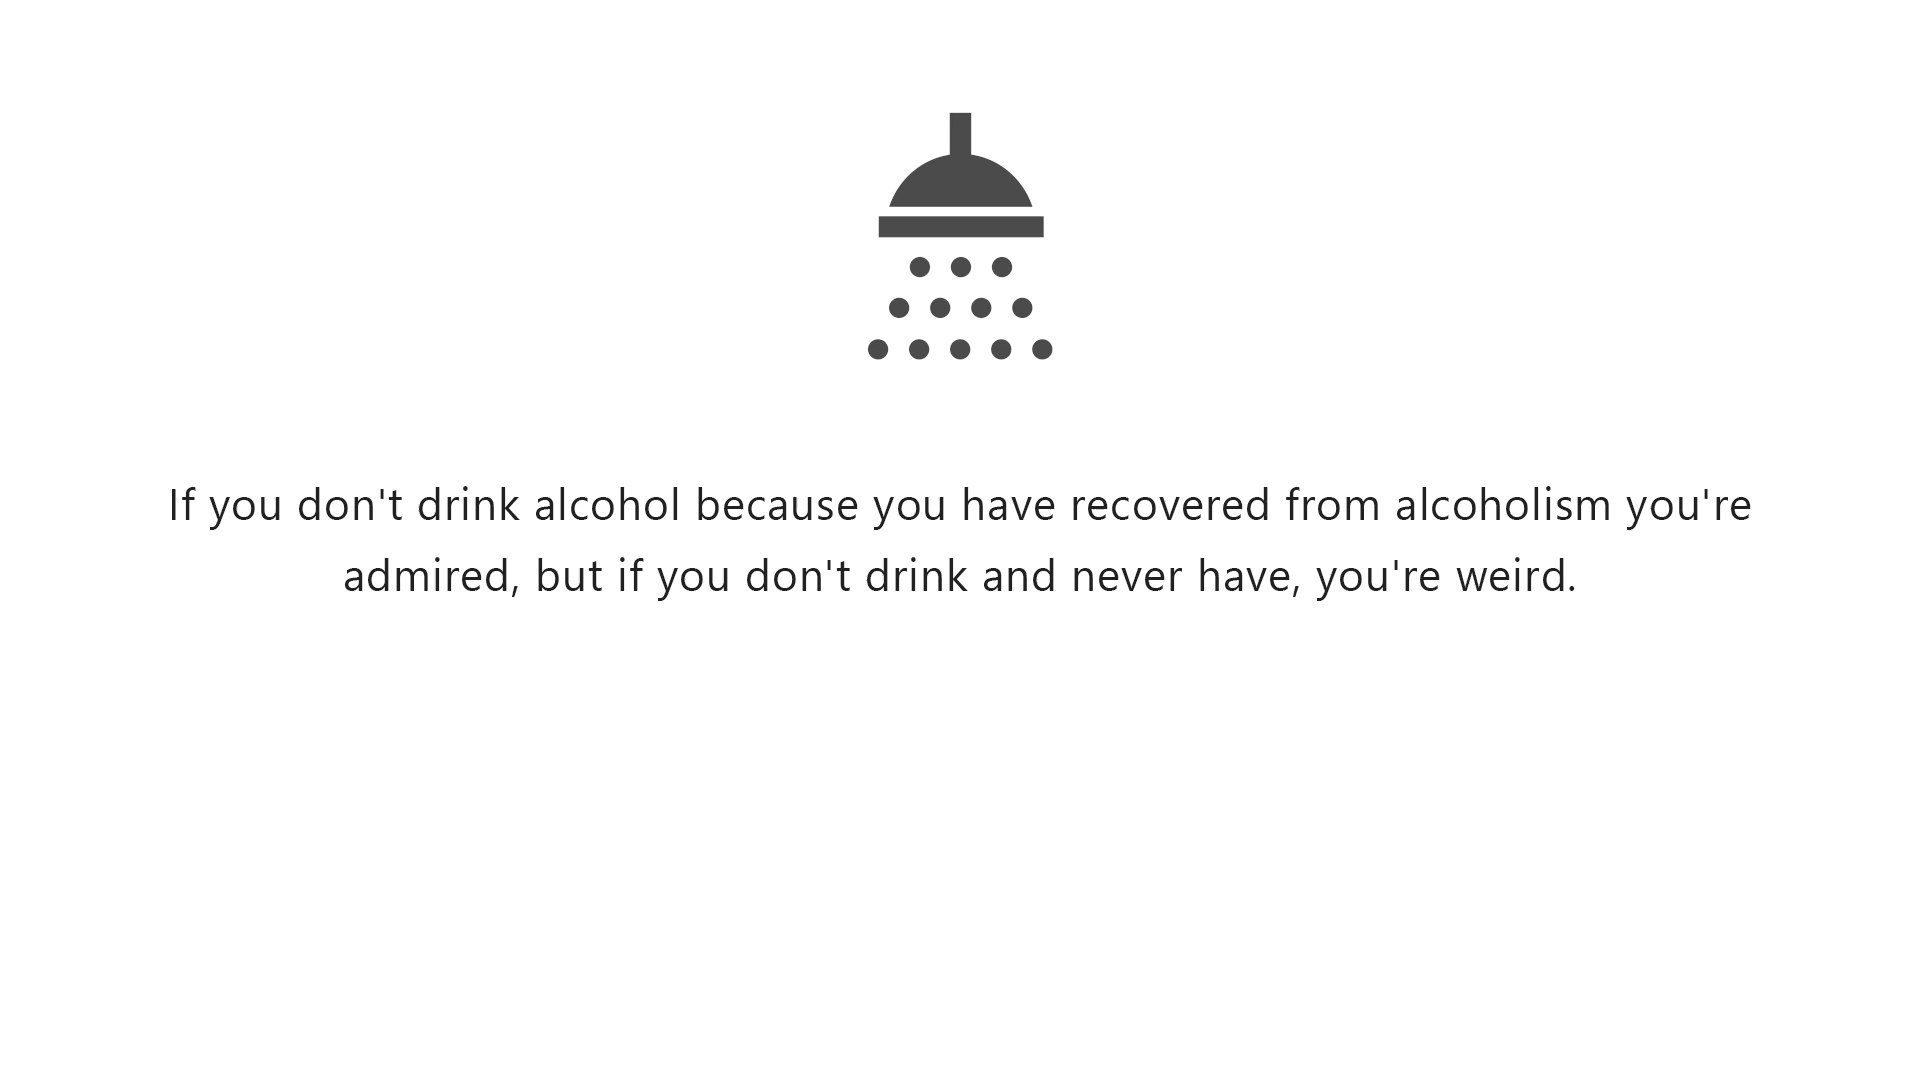 If you don't drink alcohol because you have recovered from alcoholism you're
admired, but if you don't drink and never have, you're weird.